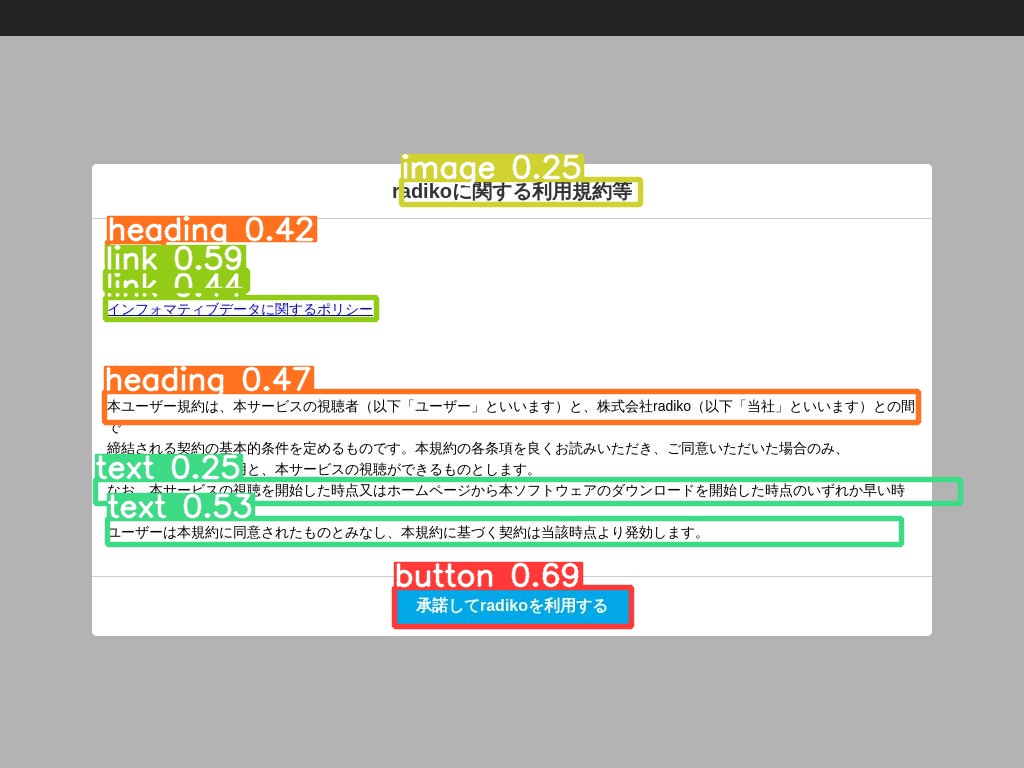 image 0.25
radikoに関する利用規約等
heading 0.42
link 0.59
link 0.44
インフォマティブデータに関するポリシー
heading 0.47
本ユーザー規約は、本サービスの視聴者（以下「ユーザー」といいます）と、株式会社radiko（以下「当社」といいます）との間
で
締結される契約の基本的条件を定めるものです。本規約の各条項を良くお読みいただき、ご同意いただいた場合のみ、
text 0.25
と、本サービスの視聴ができるものとします。
なお、本サービスの視聴を開始した時点又はホームページから本ソフトウェアのダウンロードを開始した時点のいずれか早い時
text 0.53
ユーザーは本規約に同意されたものとみなし、本規約に基づく契約は当該時点より発効します。
button 0.69
承諾してradikoを利用する